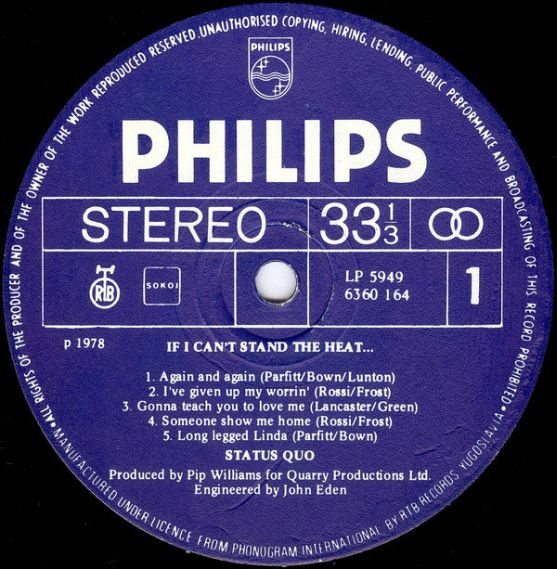 •ALL RIGHTS OF THE PRODUCER AND OF THE OWNER OF THE WORK REPRODUCED RESERVED. UNAUTHORISED COPYING, HIRING, LENDING, PUBLIC PERFORMANCE AND BROADCASTING OF THIS RECORD PROHIBITED•
PHILIPS
PHILIPS
STEREO
33 1/3
RTB
SOKOJ
LP 5949
6360 164
1
p 1978
IF I CAN'T STAND THE HEAT...
1. Again and again (Parfitt/Bown/Lunton)
2. I've given up my worrin' (Rossi/Frost)
3. Gonna teach you to love me (Lancaster/Green)
4. Someone show me home (Rossi/Frost)
5. Long legged Linda (Parfitt/Bown)
STATUS QUO
Produced by Pip Williams for Quarry Productions Ltd.
Engineered by John Eden
MANUFACTURED UNDER LICENCE FROM PHONOGRAM INTERNATIONAL BY RTB RECORDS YUGOSLAVIA•